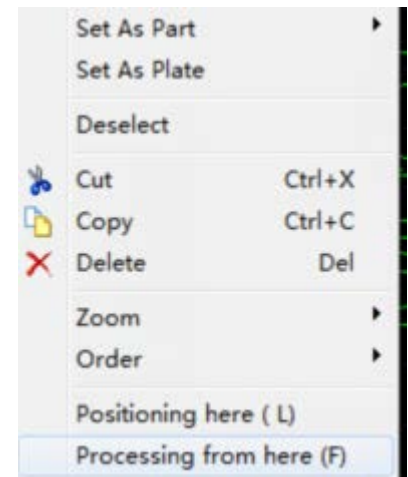 Set As Part
Set As Plate
Deselect
Cut Ctrl+X
Copy Ctrl+C
Delete Del
Zoom
Order
Positioning here ( L)
Processing from here (F)